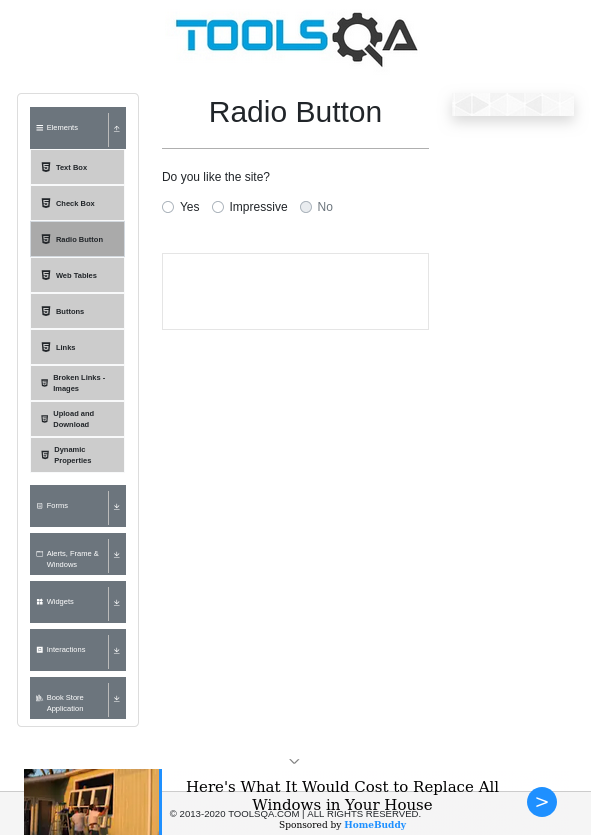 TOOLSQA
Elements
Text Box
Check Box
Radio Button
Web Tables
Buttons
Links
Broken Links -
Images
Upload and
Download
Dynamic
Properties
Forms
Alerts, Frame &
Windows
Widgets
Interactions
Book Store
Application
Radio Button
Do you like the site?
Yes Impressive No
Here's What It Would Cost to Replace All
Windows in Your House
© 2013-2020 TOOLSQA.COM | ALL RIGHTS RESERVED.
Sponsored by HomeBuddy